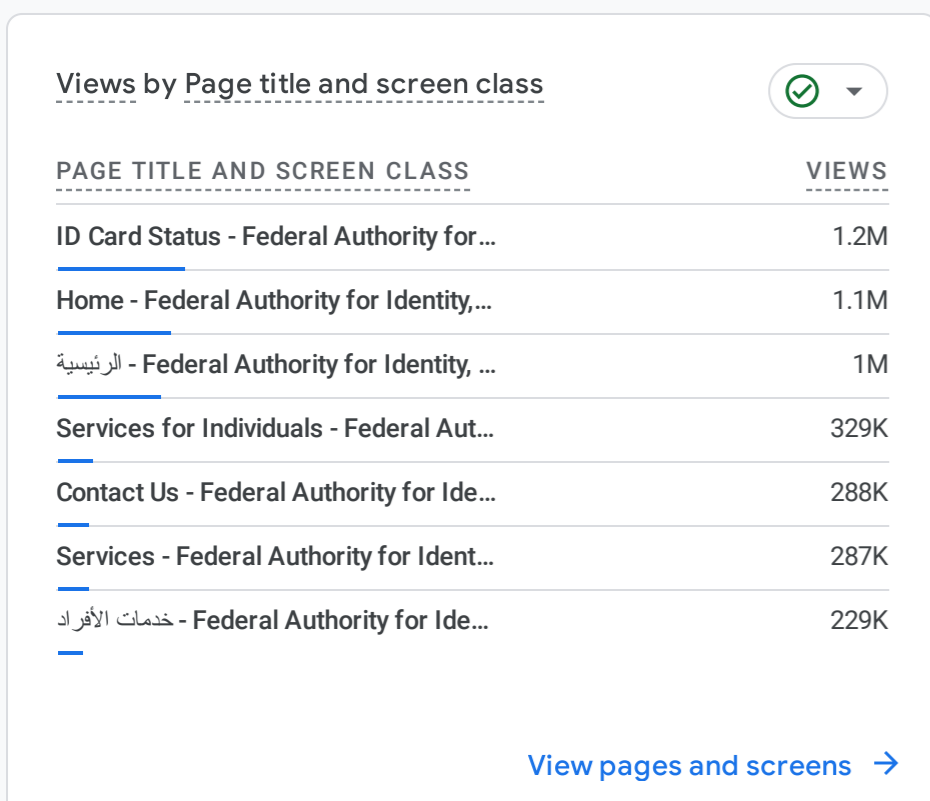 Views by Page title and screen class
PAGE TITLE AND SCREEN CLASS VIEWS
ID Card Status - Federal Authority for... 1.2M
Home - Federal Authority for Identity,... 1.1M
الرئيسية - Federal Authority for Identity, ... 1M
Services for Individuals - Federal Aut... 329K
Contact Us - Federal Authority for Ide... 288K
Services - Federal Authority for Ident... 287K
خدمات الأفراد - Federal Authority for Ide... 229K
View pages and screens